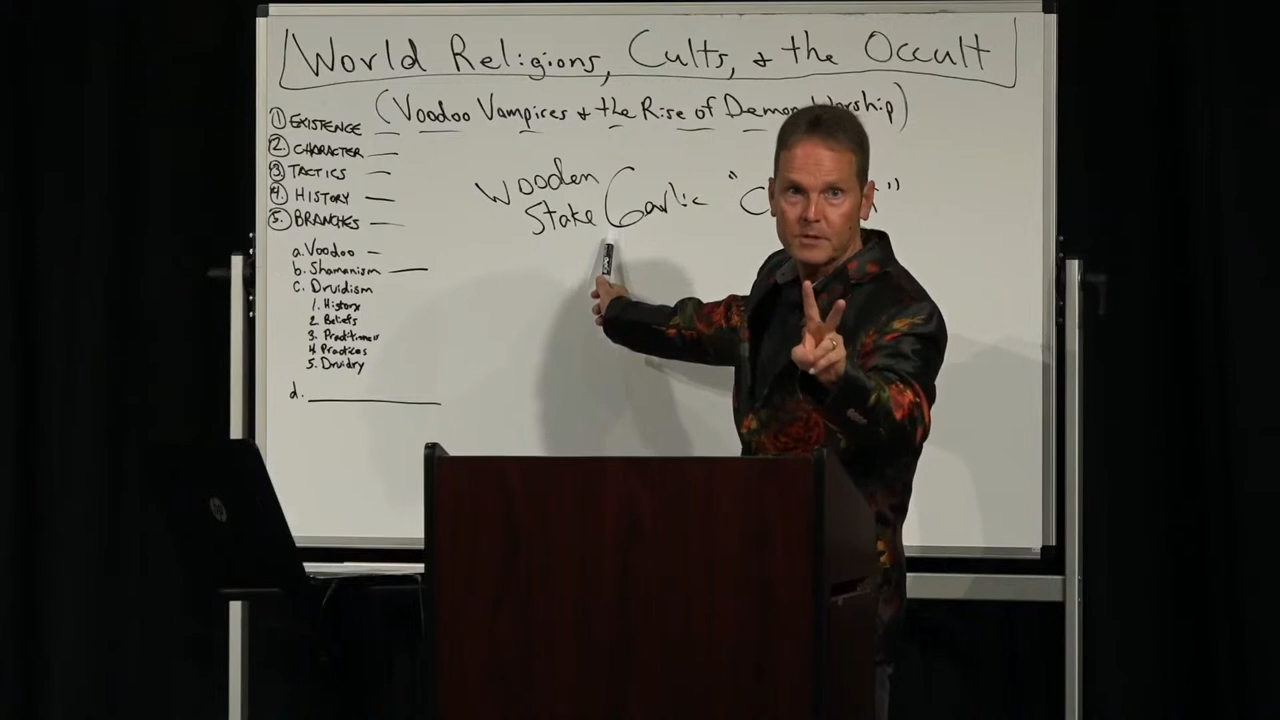 World Religions, Cults, & the Occult
(Voodoo Vampires & the Rise of Demon Worship)
① EXISTENCE
② CHARACTER
③ TACTICS
④ HISTORY
⑤ BRANCHES
a. Voodoo
b. Shamanism
c. Druidism
1. History
2. Beliefs
3. Practitioners
4. Practices
5. Druidry
d.
Wooden
Stake Garlic
hp